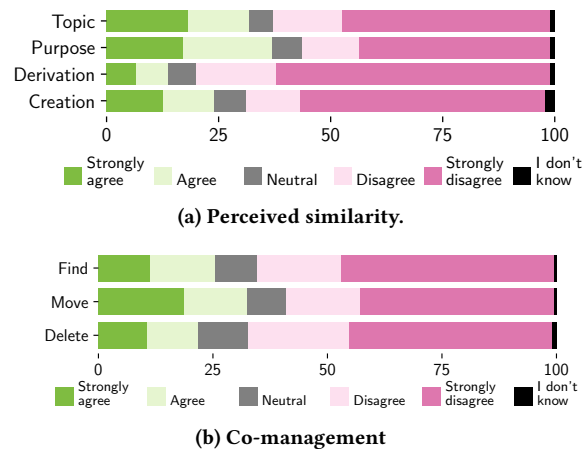 Topic
Purpose
Derivation
Creation
0 25 50 75 100
Strongly agree Agree Neutral Disagree Strongly disagree I don't know
(a) Perceived similarity.
Find
Move
Delete
0 25 50 75 100
Strongly agree Agree Neutral Disagree Strongly disagree I don't know
(b) Co-management